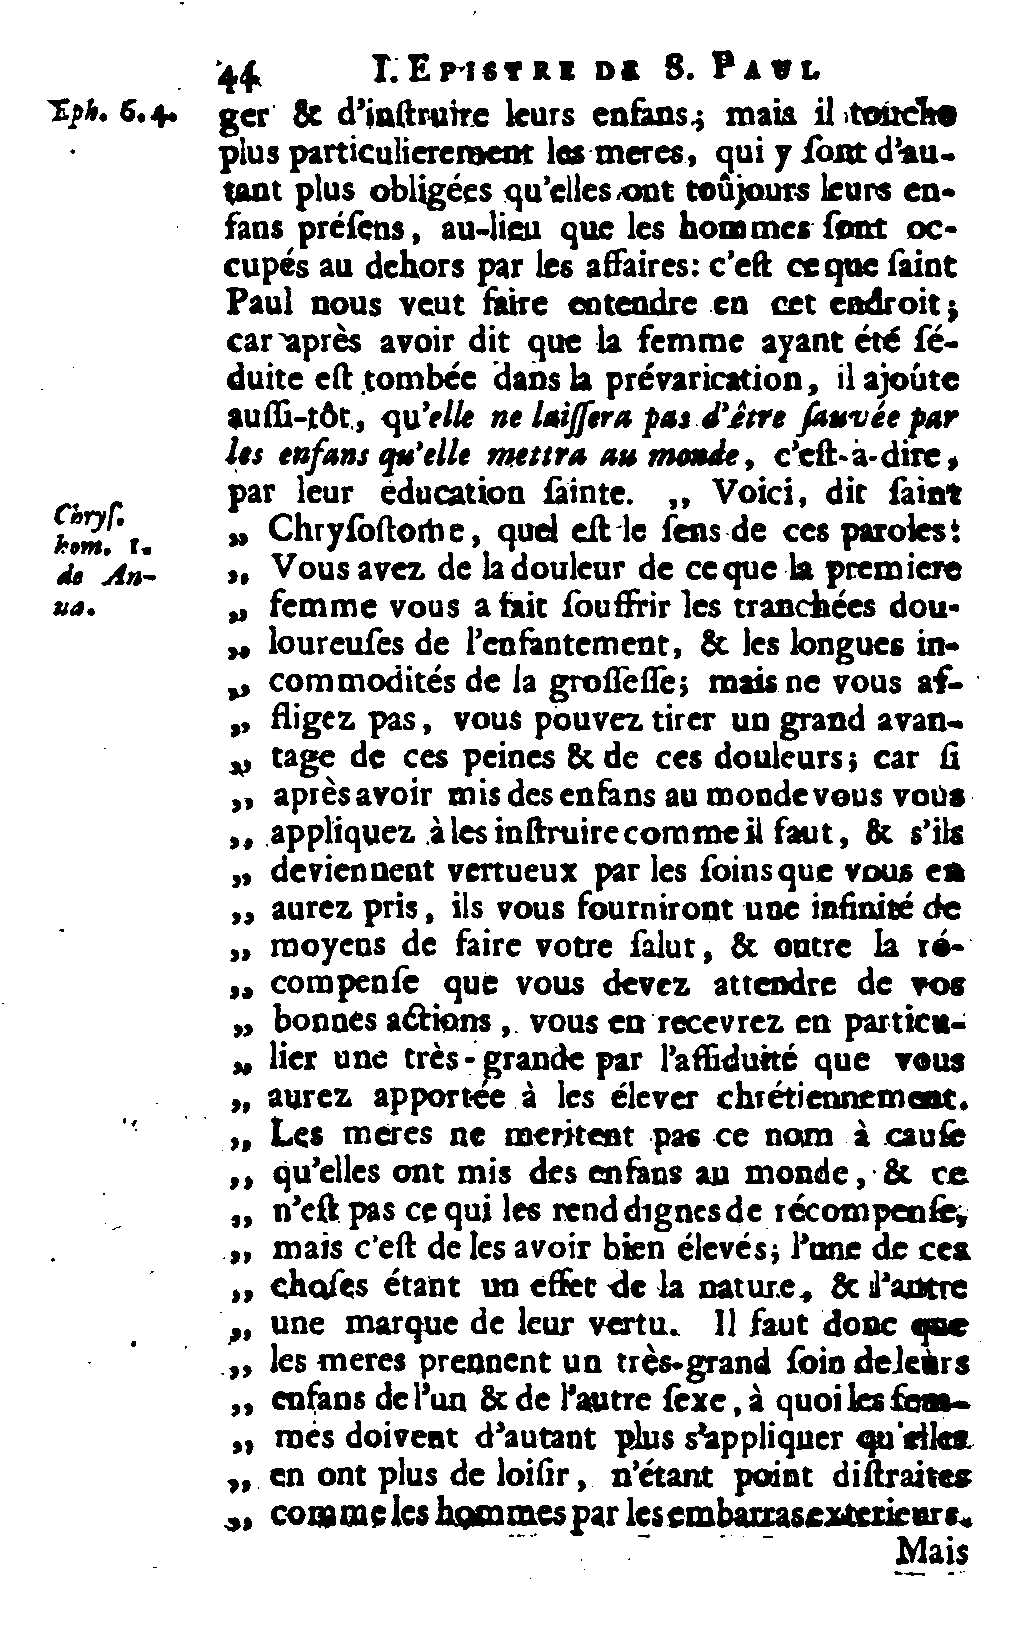 44 I. EPISTRE DE S. PAUL
Eph. 6. 4.
ger & d'inſtruire leurs enfans; mais il touche
plus particulierement les meres, qui y ſont d'au-
tant plus obligées qu'elles ont toûjours leurs en-
fans préſens, au-lieu que les hommes ſont oc-
cupés au dehors par les affaires: c'eſt ce que ſaint
Paul nous veut faire entendre en cet endroit;
car après avoir dit que la femme ayant été ſé-
duite eſt tombée dans la prévarication, il ajoûte
auſſi-tôt, qu'elle ne laiſſera pas d'être ſauvée par
les enfans qu'elle mettra au monde, c'eſt-à-dire,
par leur éducation ſainte. „ Voici, dit ſaint
Chryſ.
hom. 1.
de An-
na.
„ Chryſoſtome, quel eſt le ſens de ces paroles:
„ Vous avez de la douleur de ce que la premiere
„ femme vous a fait ſouffrir les tranchées dou-
„ loureuſes de l'enfantement, & les longues in-
„ commodités de la groſſeſſe; mais ne vous af-
„ fligez pas, vous pouvez tirer un grand avan-
„ tage de ces peines & de ces douleurs; car ſi
„ après avoir mis des enfans au monde vous vous
„ appliquez à les inſtruire comme il faut, & s'ils
„ deviennent vertueux par les ſoins que vous en
„ aurez pris, ils vous fourniront une infinité de
„ moyens de faire votre ſalut, & outre la ré-
„ compenſe que vous devez attendre de vos
„ bonnes actions, vous en recevrez en particu-
„ lier une très-grande par l'aſſiduité que vous
„ aurez apportée à les élever chrétiennement.
„ Les meres ne meritent pas ce nom à cauſe
„ qu'elles ont mis des enfans au monde, & ce
„ n'eſt pas ce qui les rend dignes de récompenſe,
„ mais c'eſt de les avoir bien élevés; l'une de ces
„ choſes étant un effet de la nature, & l'autre
„ une marque de leur vertu. Il faut donc que
„ les meres prennent un très-grand ſoin de leurs
„ enfans de l'un & de l'autre ſexe, à quoi les fem-
„ mes doivent d'autant plus s'appliquer qu'elles
„ en ont plus de loiſir, n'étant point diſtraites
„ comme les hommes par les embarras exterieurs.
Mais